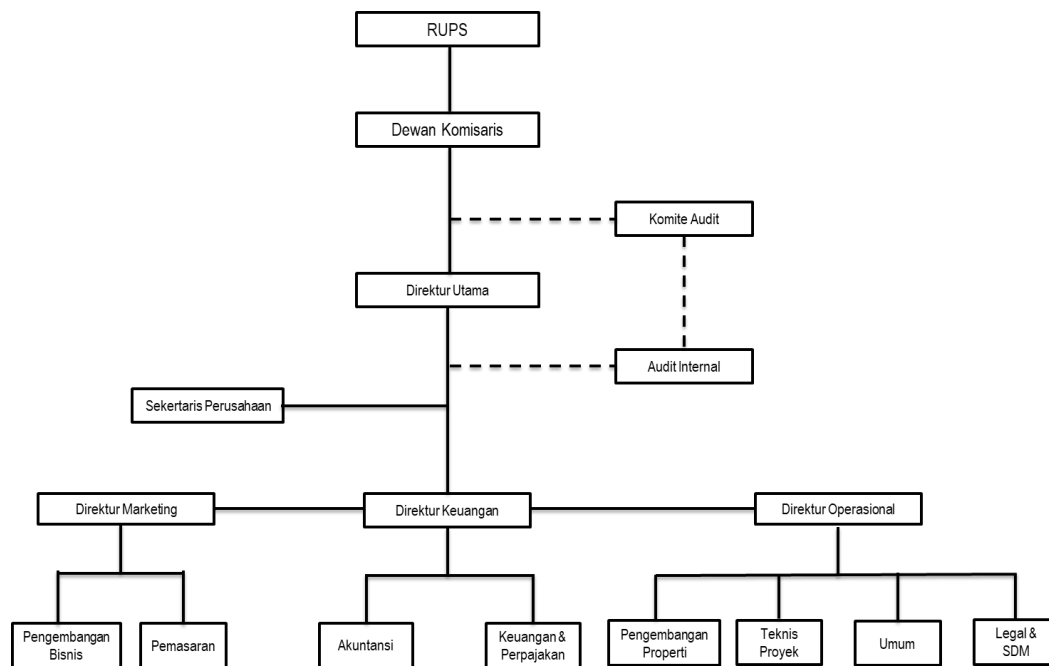 RUPS
Dewan Komisaris
Komite Audit
Direktur Utama
Audit Internal
Sekertaris Perusahaan
Direktur Marketing
Direktur Keuangan
Direktur Operasional
Pengembangan
Bisnis
Pemasaran
Akuntansi
Keuangan &
Perpajakan
Pengembangan
Properti
Teknis
Proyek
Umum
Legal &
SDM